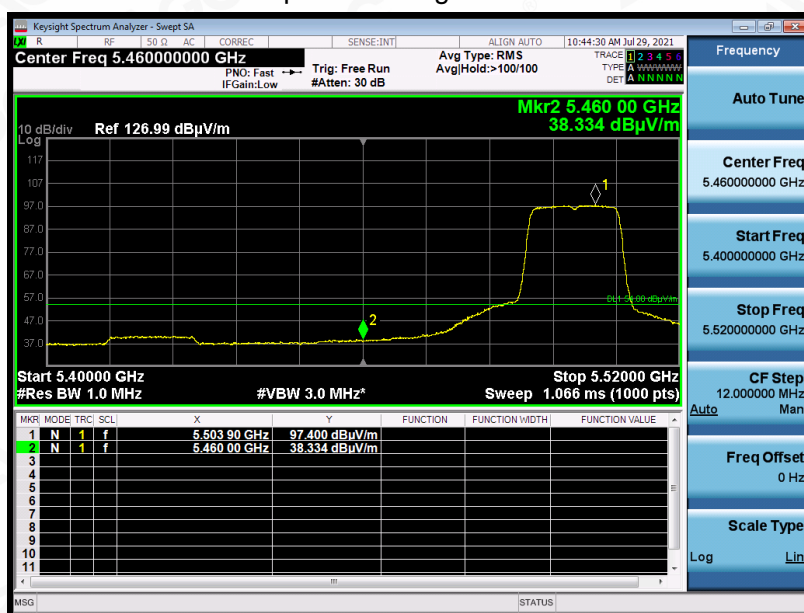 Keysight Spectrum Analyzer - Swept SA
LXI R RF 50 Ω AC CORREC SENSE:INT ALIGN AUTO 10:44:30 AM Jul 29, 2021
Center Freq 5.460000000 GHz
PNO: Fast
IFGain:Low
Trig: Free Run
#Atten: 30 dB
Avg Type: RMS
Avg|Hold:>100/100
TRACE 1 2 3 4 5 6
TYPE A WWWWW
DET A N N N N N
Mkr2 5.460 00 GHz
38.334 dBµV/m
10 dB/div Ref 126.99 dBµV/m
Log
117
107
97.0
87.0
77.0
67.0
57.0
47.0
37.0
1
2
DL1 54.00 dBµV/m
Start 5.40000 GHz Stop 5.52000 GHz
#Res BW 1.0 MHz #VBW 3.0 MHz* Sweep 1.066 ms (1000 pts)
MKR MODE TRC SCL X Y FUNCTION FUNCTION WIDTH FUNCTION VALUE
1 N 1 f 5.503 90 GHz 97.400 dBµV/m
2 N 1 f 5.460 00 GHz 38.334 dBµV/m
3
4
5
6
7
8
9
10
11
MSG STATUS
Frequency
Auto Tune
Center Freq
5.460000000 GHz
Start Freq
5.400000000 GHz
Stop Freq
5.520000000 GHz
CF Step
12.000000 MHz
Auto Man
Freq Offset
0 Hz
Scale Type
Log Lin